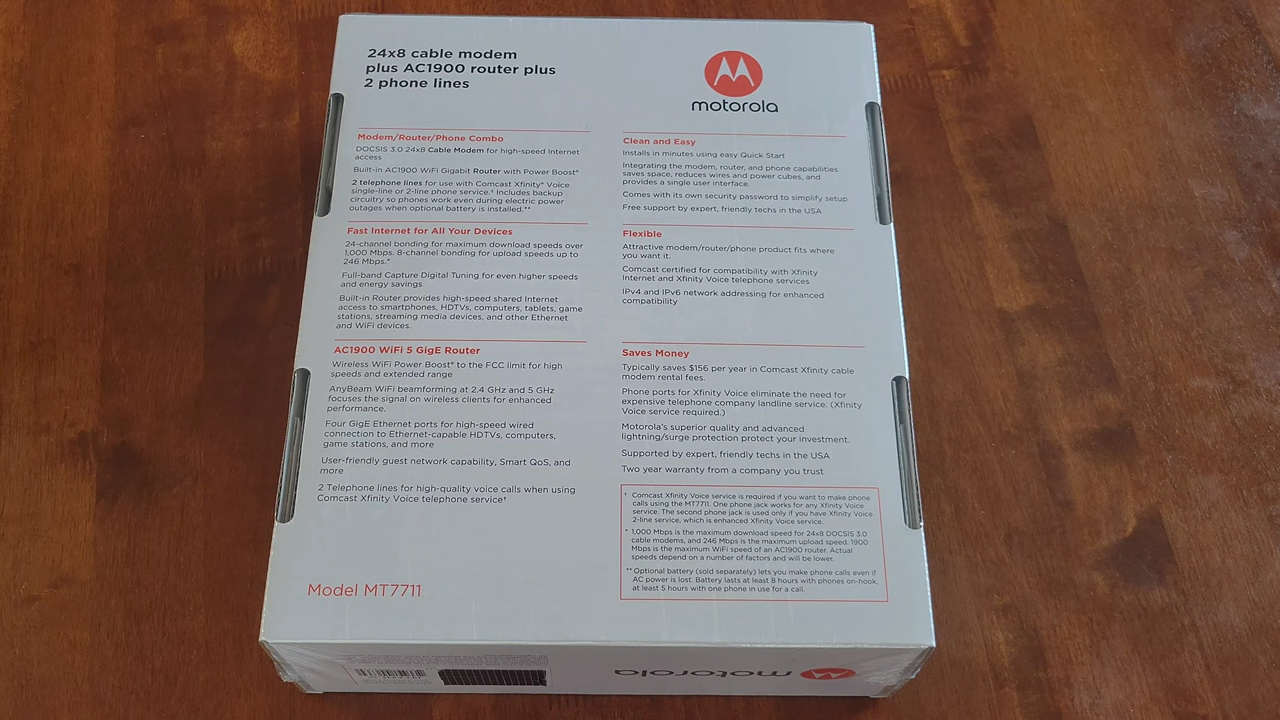 24x8 cable modem
plus AC1900 router plus
2 phone lines
motorola
Modem/Router/Phone Combo
DOCSIS 3.0 24x8 Cable Modem for high-speed Internet
access
Built-in AC1900 WiFi Gigabit Router with Power Boost*
2 telephone lines for use with Comcast Xfinity® Voice
single-line or 2-line phone service.† Includes backup
circuitry so phones work even during electric power
outages when optional battery is installed.**
Fast Internet for All Your Devices
24-channel bonding for maximum download speeds over
1,000 Mbps. 8-channel bonding for upload speeds up to
246 Mbps.*
Full-band Capture Digital Tuning for even higher speeds
and energy savings
Built-in Router provides high-speed shared Internet
access to smartphones, HDTVs, computers, tablets, game
stations, streaming media devices, and other Ethernet
and WiFi devices.
AC1900 WiFi 5 GigE Router
Wireless WiFi Power Boost* to the FCC limit for high
speeds and extended range
AnyBeam WiFi beamforming at 2.4 GHz and 5 GHz
focuses the signal on wireless clients for enhanced
performance.
Four GigE Ethernet ports for high-speed wired
connection to Ethernet-capable HDTVs, computers,
game stations, and more
User-friendly guest network capability, Smart QoS, and
more
2 Telephone lines for high-quality voice calls when using
Comcast Xfinity Voice telephone service†
Model MT7711
Clean and Easy
Installs in minutes using easy Quick Start
Integrating the modem, router, and phone capabilities
saves space, reduces wires and power cubes, and
provides a single user interface.
Comes with its own security password to simplify setup
Free support by expert, friendly techs in the USA
Flexible
Attractive modem/router/phone product fits where
you want it.
Comcast certified for compatibility with Xfinity
Internet and Xfinity Voice telephone services
IPv4 and IPv6 network addressing for enhanced
compatibility
Saves Money
Typically saves $156 per year in Comcast Xfinity cable
modem rental fees.
Phone ports for Xfinity Voice eliminate the need for
expensive telephone company landline service. (Xfinity
Voice service required.)
Motorola's superior quality and advanced
lightning/surge protection protect your investment.
Supported by expert, friendly techs in the USA
Two year warranty from a company you trust
† Comcast Xfinity Voice service is required if you want to make phone
calls using the MT7711. One phone jack works for any Xfinity Voice
service. The second phone jack is used only if you have Xfinity Voice
2-line service, which is enhanced Xfinity Voice service.
* 1,000 Mbps is the maximum download speed for 24x8 DOCSIS 3.0
cable modems, and 246 Mbps is the maximum upload speed. 1900
Mbps is the maximum WiFi speed of an AC1900 router. Actual
speeds depend on a number of factors and will be lower.
** Optional battery (sold separately) lets you make phone calls even if
AC power is lost. Battery lasts at least 8 hours with phones on-hook,
at least 5 hours with one phone in use for a call.
motorola